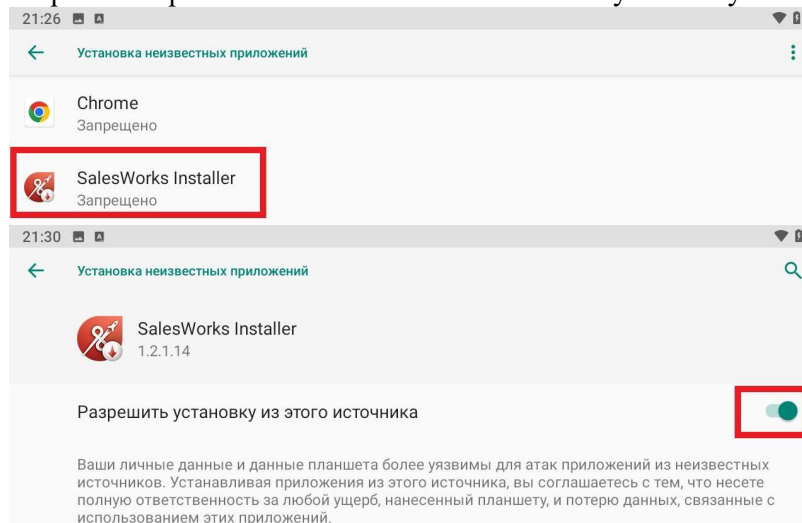 21:26
Установка неизвестных приложений
Chrome
Запрещено
SalesWorks Installer
Запрещено
21:30
Установка неизвестных приложений
SalesWorks Installer
1.2.1.14
Разрешить установку из этого источника
Ваши личные данные и данные планшета более уязвимы для атак приложений из неизвестных
источников. Устанавливая приложения из этого источника, вы соглашаетесь с тем, что несете
полную ответственность за любой ущерб, нанесенный планшету, и потерю данных, связанные с
использованием этих приложений.